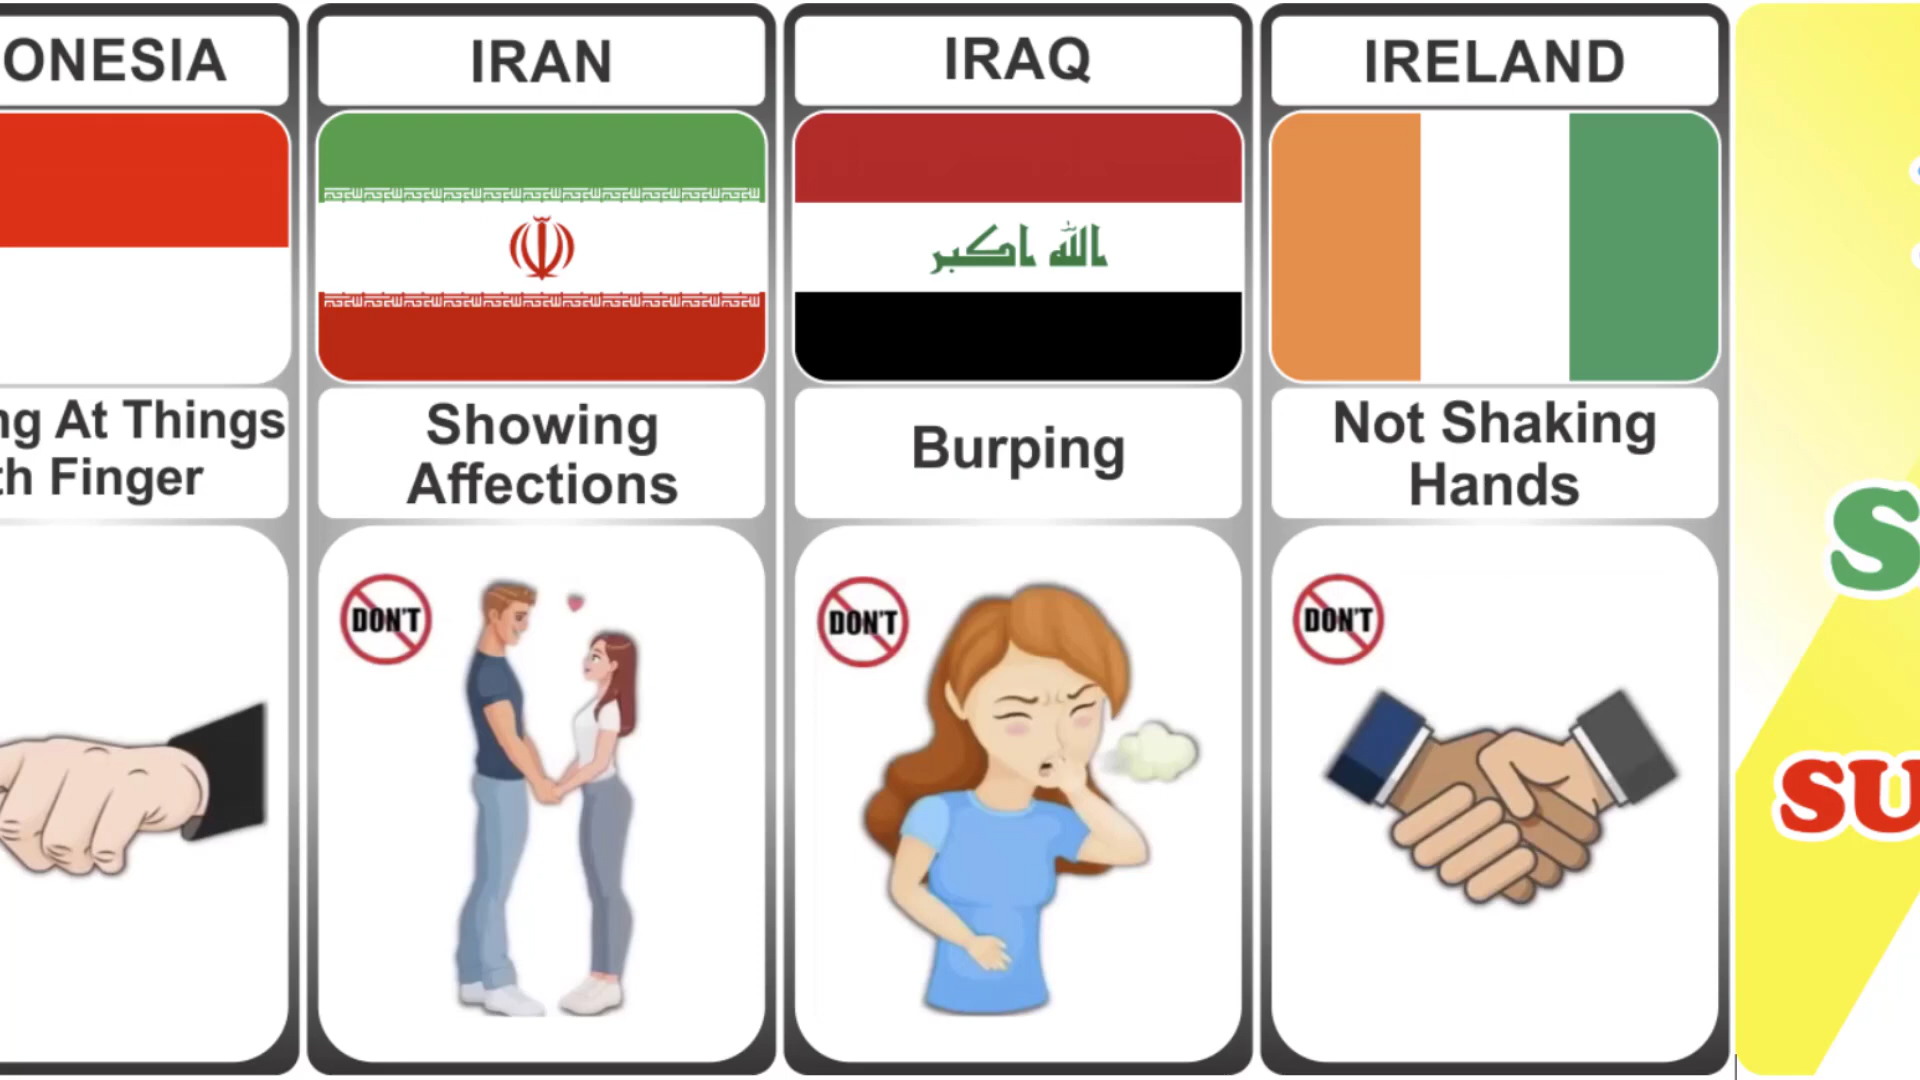 ONESIA
ng At Things
th Finger
IRAN
Showing
Affections
DON'T
IRAQ
الله اكبر
Burping
DON'T
IRELAND
Not Shaking
Hands
DON'T
S
SU